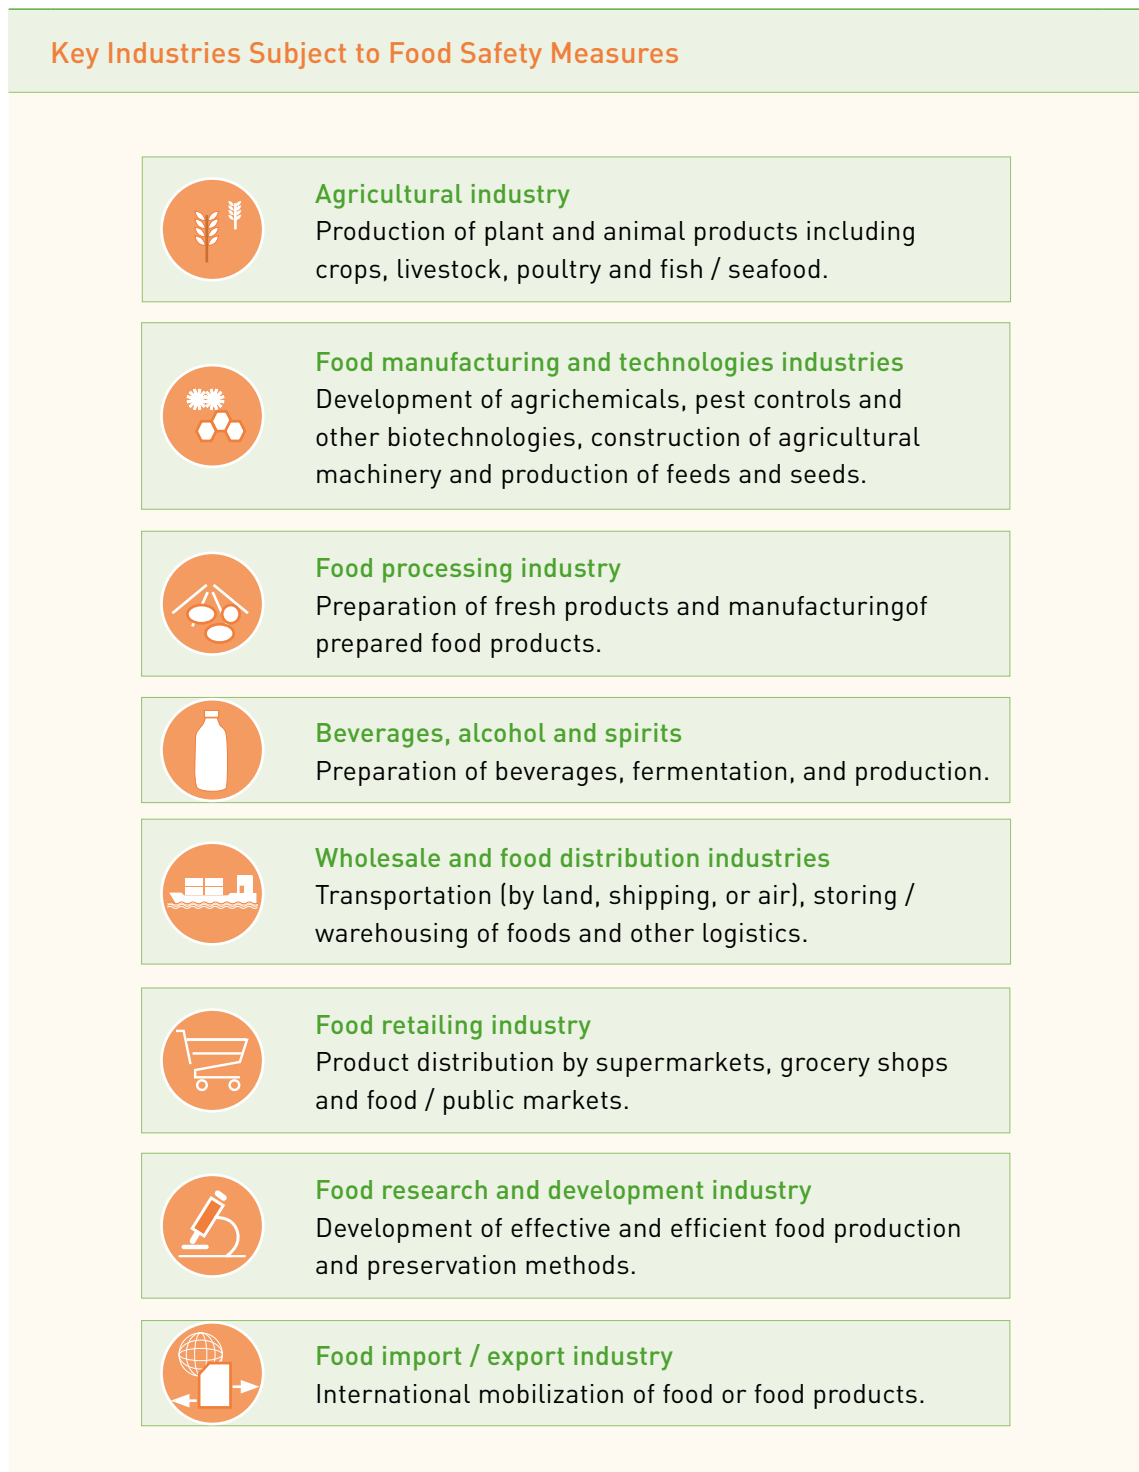 Key Industries Subject to Food Safety Measures
Agricultural industry
Production of plant and animal products including
crops, livestock, poultry and fish / seafood.
Food manufacturing and technologies industries
Development of agrichemicals, pest controls and
other biotechnologies, construction of agricultural
machinery and production of feeds and seeds.
Food processing industry
Preparation of fresh products and manufacturingof
prepared food products.
Beverages, alcohol and spirits
Preparation of beverages, fermentation, and production.
Wholesale and food distribution industries
Transportation (by land, shipping, or air), storing /
warehousing of foods and other logistics.
Food retailing industry
Product distribution by supermarkets, grocery shops
and food / public markets.
Food research and development industry
Development of effective and efficient food production
and preservation methods.
Food import / export industry
International mobilization of food or food products.